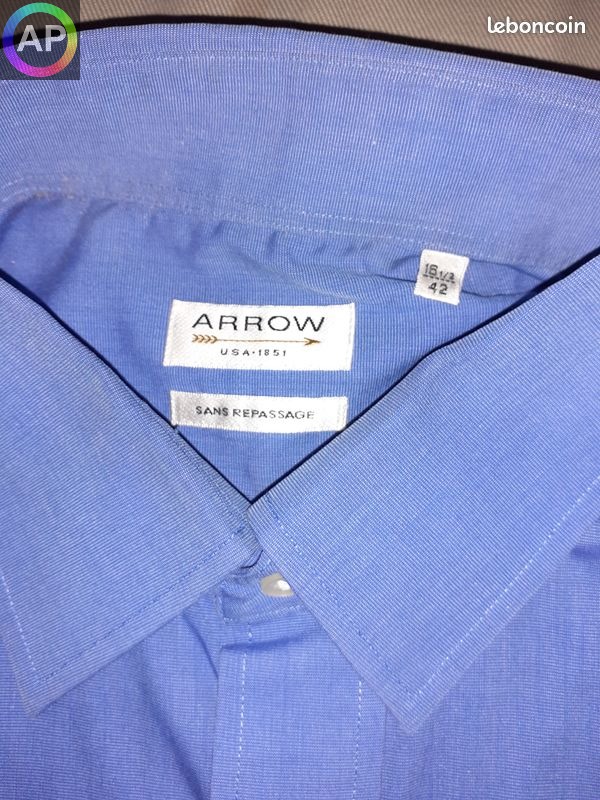 AP
leboncoin
16 1/2
42
ARROW
USA·1851
SANS REPASSAGE